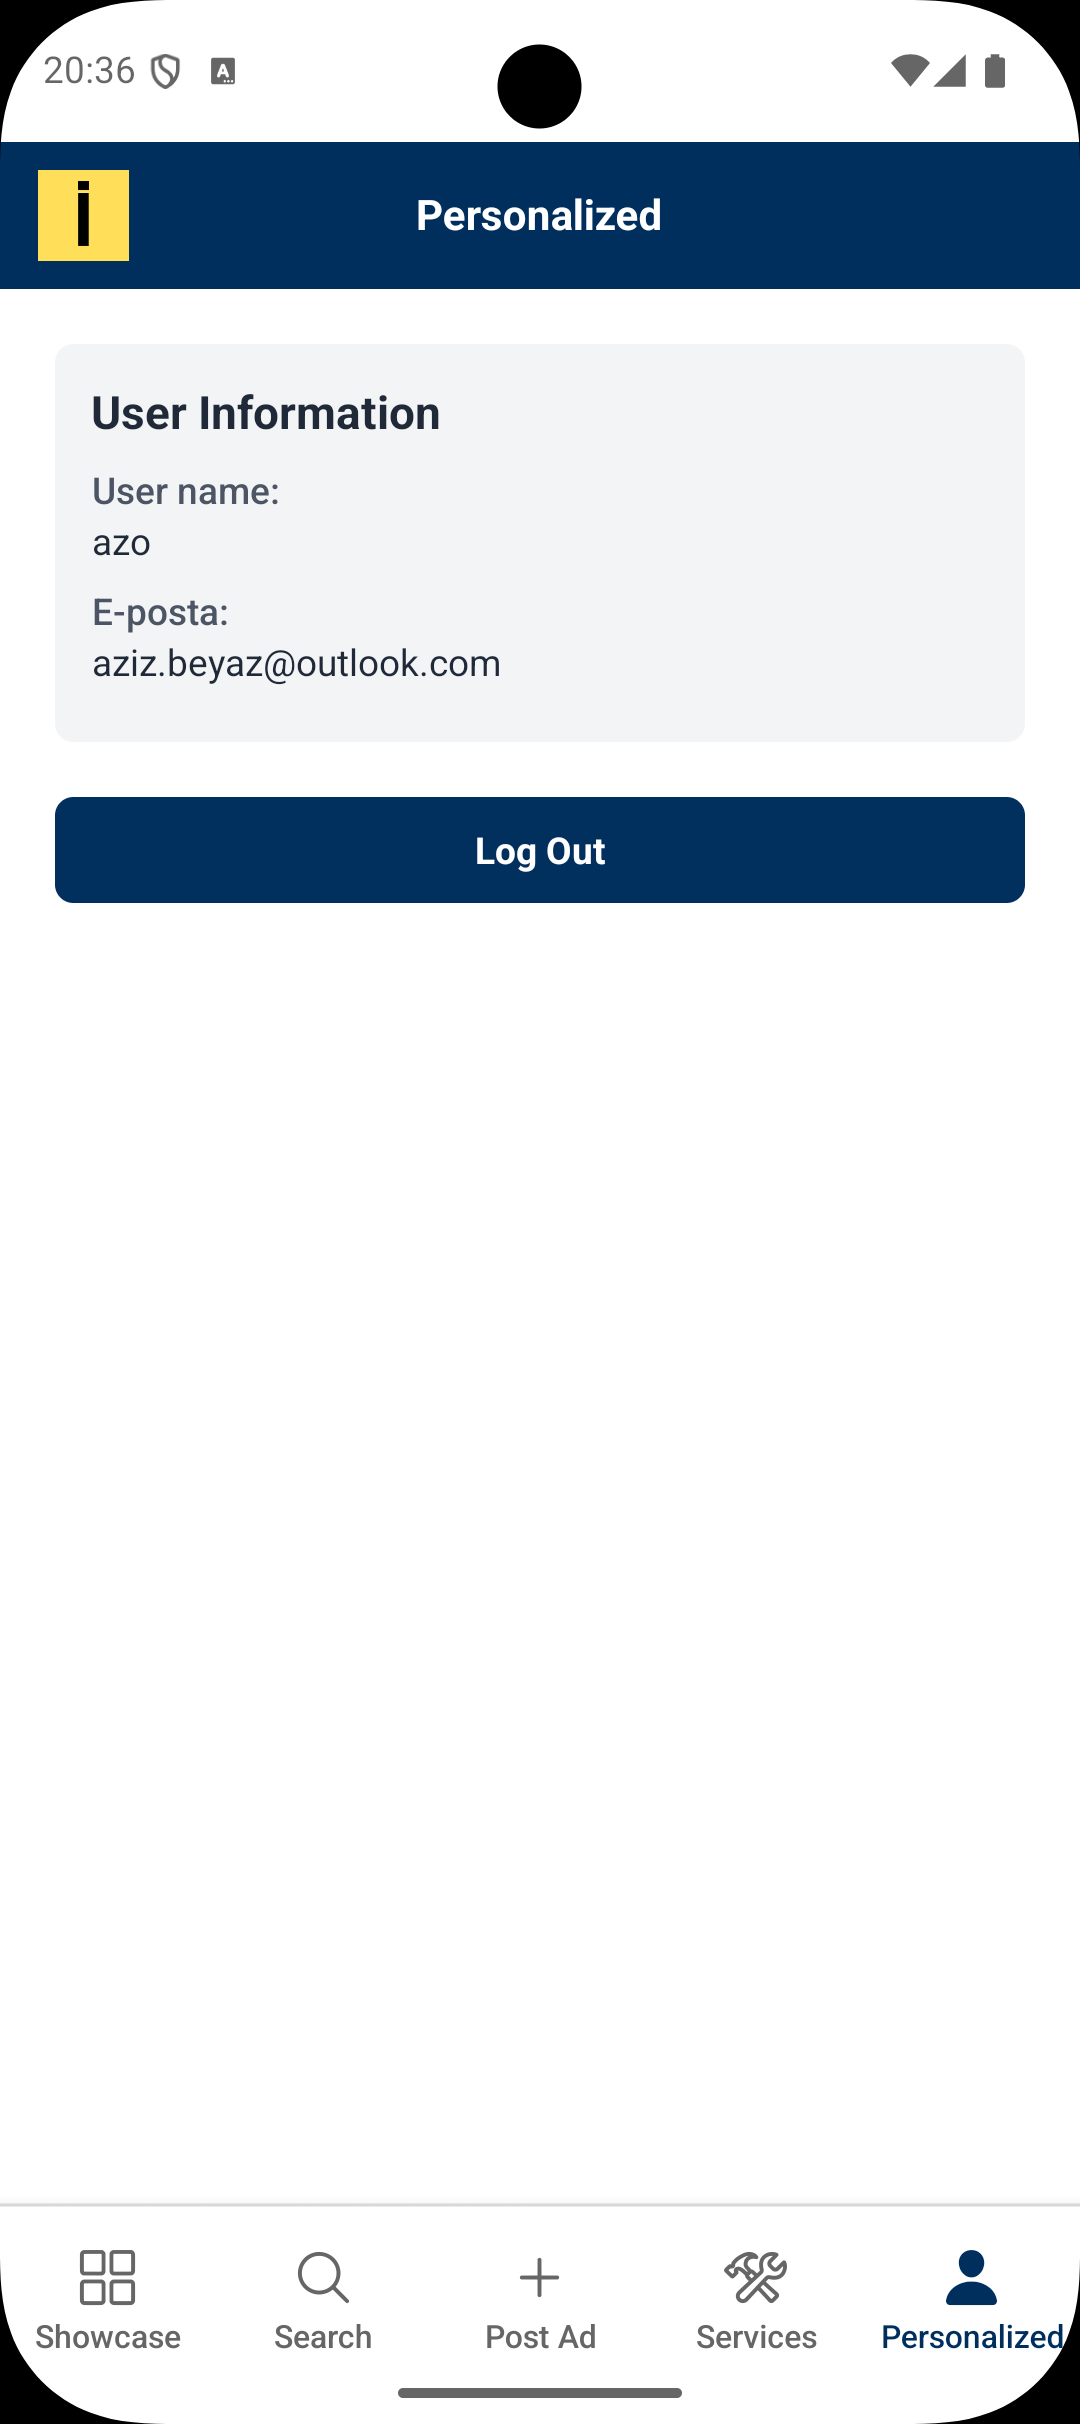 20:36
i
Personalized
User Information
User name:
azo
E-posta:
aziz.beyaz@outlook.com
Log Out
Showcase
Search
Post Ad
Services
Personalized